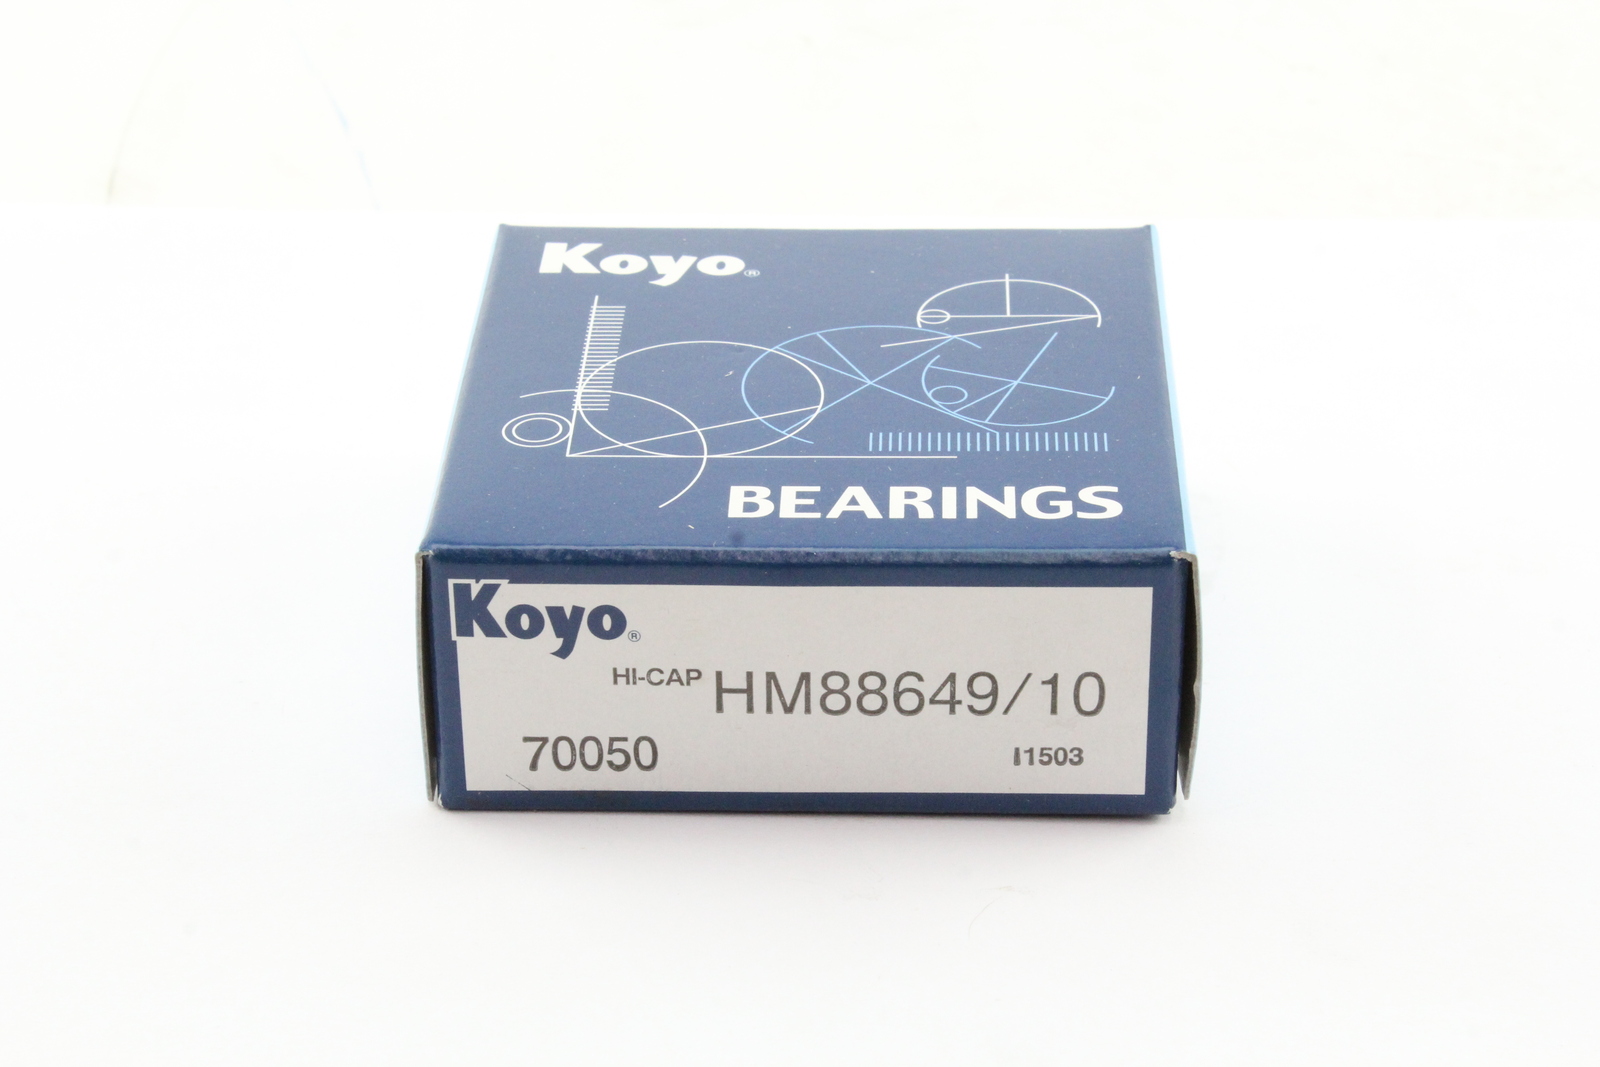 Koyo®
BEARINGS
Koyo®
HI-CAP HM88649/10
70050 I1503